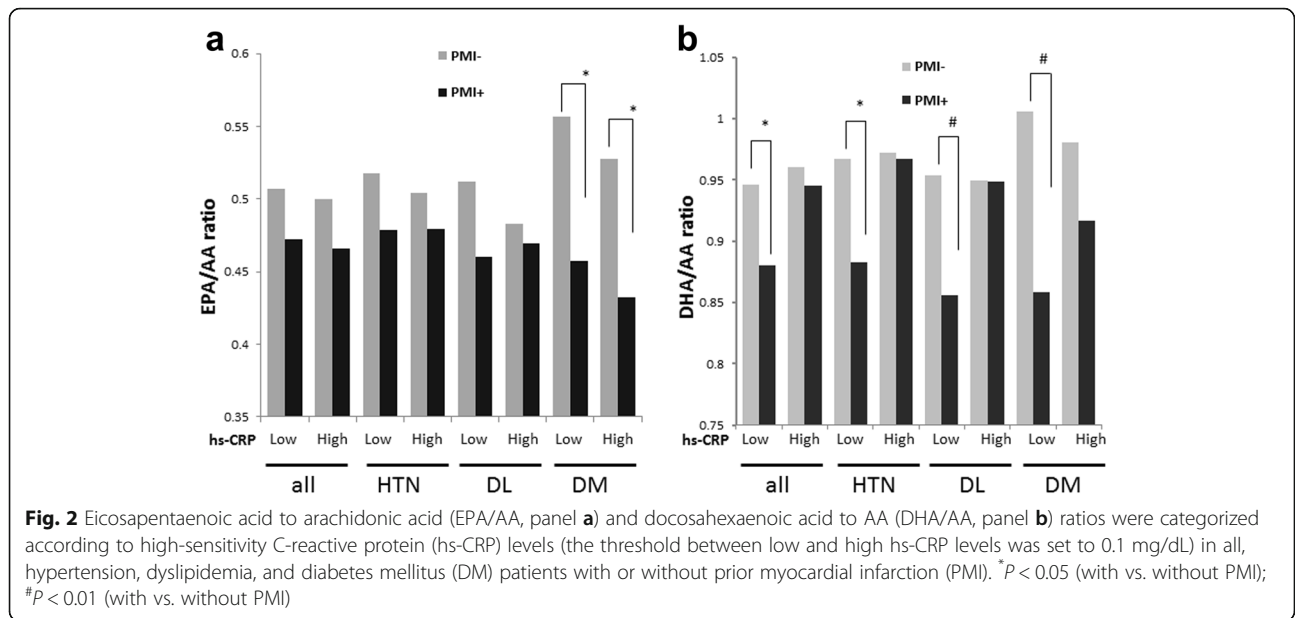 a
b
PMI-
PMI+
0.6
0.55
0.5
0.45
0.4
0.35
EPA/AA ratio
*
*
hs-CRP Low High Low High Low High Low High
all HTN DL DM
PMI-
PMI+
1.05
1
0.95
0.9
0.85
0.8
0.75
DHA/AA ratio
*
*
#
#
hs-CRP Low High Low High Low High Low High
all HTN DL DM
Fig. 2 Eicosapentaenoic acid to arachidonic acid (EPA/AA, panel a) and docosahexaenoic acid to AA (DHA/AA, panel b) ratios were categorized
according to high-sensitivity C-reactive protein (hs-CRP) levels (the threshold between low and high hs-CRP levels was set to 0.1 mg/dL) in all,
hypertension, dyslipidemia, and diabetes mellitus (DM) patients with or without prior myocardial infarction (PMI). *P < 0.05 (with vs. without PMI);
#P < 0.01 (with vs. without PMI)